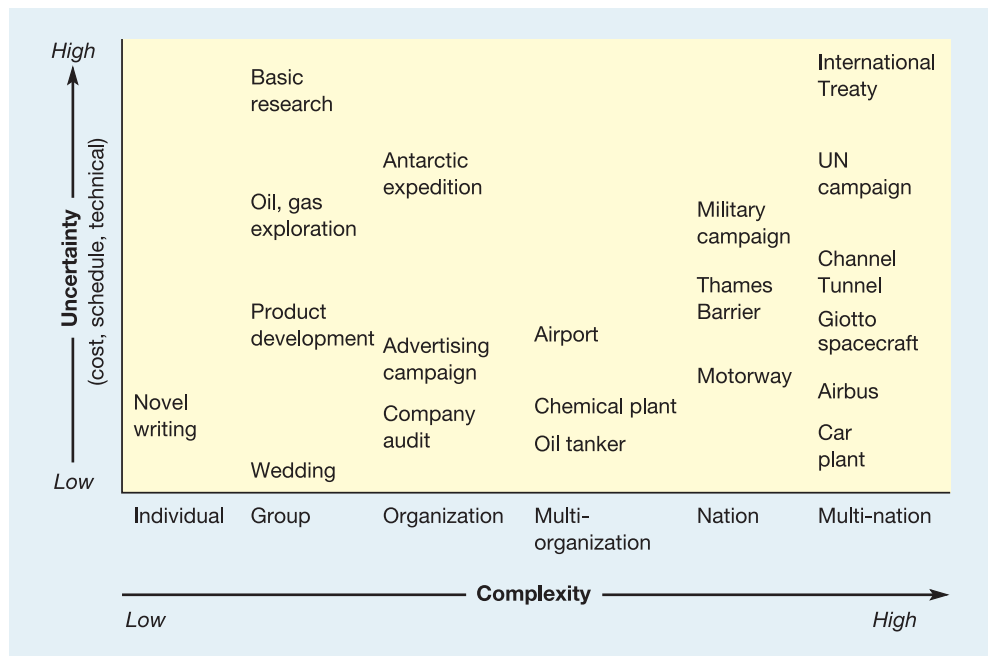 High
Uncertainty
(cost, schedule, technical)
Low
Basic
research
Oil, gas
exploration
Product
development
Wedding
Novel
writing
Antarctic
expedition
Advertising
campaign
Company
audit
Airport
Chemical plant
Oil tanker
Military
campaign
Thames
Barrier
Motorway
International
Treaty
UN
campaign
Channel
Tunnel
Giotto
spacecraft
Airbus
Car
plant
Individual
Group
Organization
Multi-
organization
Nation
Multi-nation
Complexity
Low
High